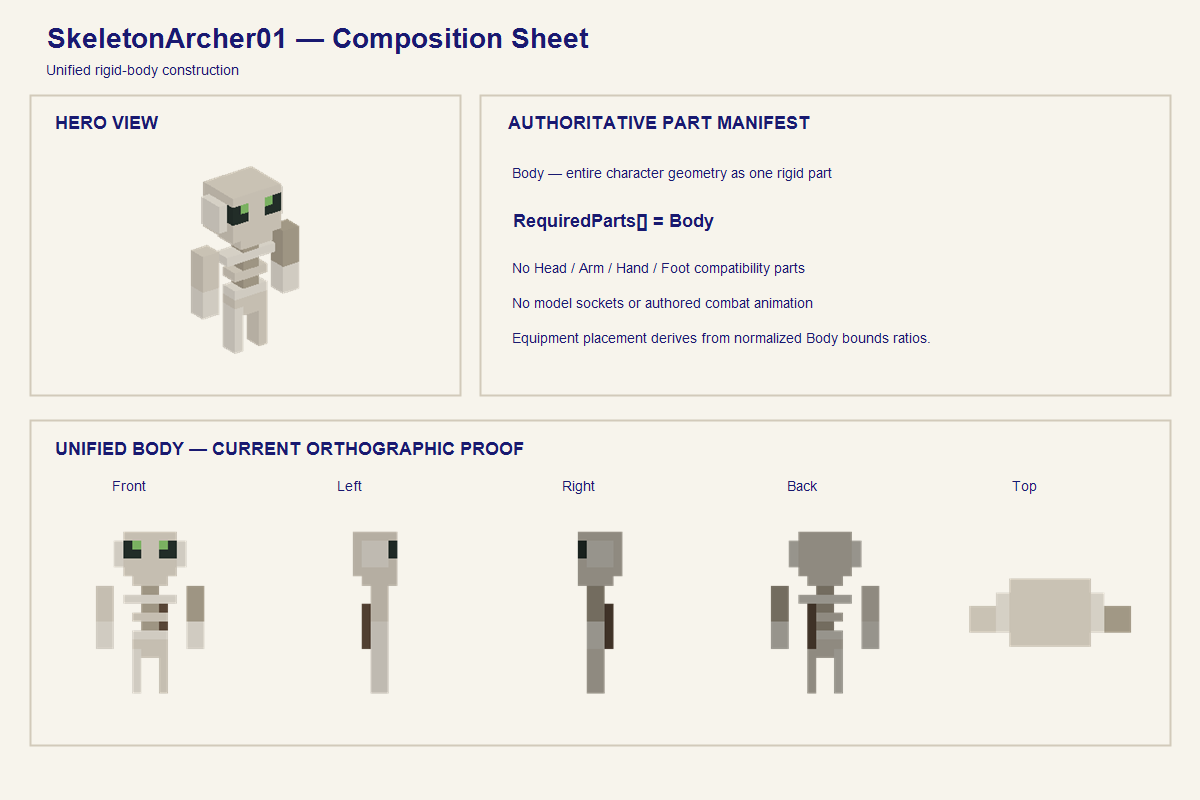 SkeletonArcher01 — Composition Sheet
Unified rigid-body construction
HERO VIEW
AUTHORITATIVE PART MANIFEST
Body — entire character geometry as one rigid part
RequiredParts[] = Body
No Head / Arm / Hand / Foot compatibility parts
No model sockets or authored combat animation
Equipment placement derives from normalized Body bounds ratios.
UNIFIED BODY — CURRENT ORTHOGRAPHIC PROOF
Front Left Right Back Top